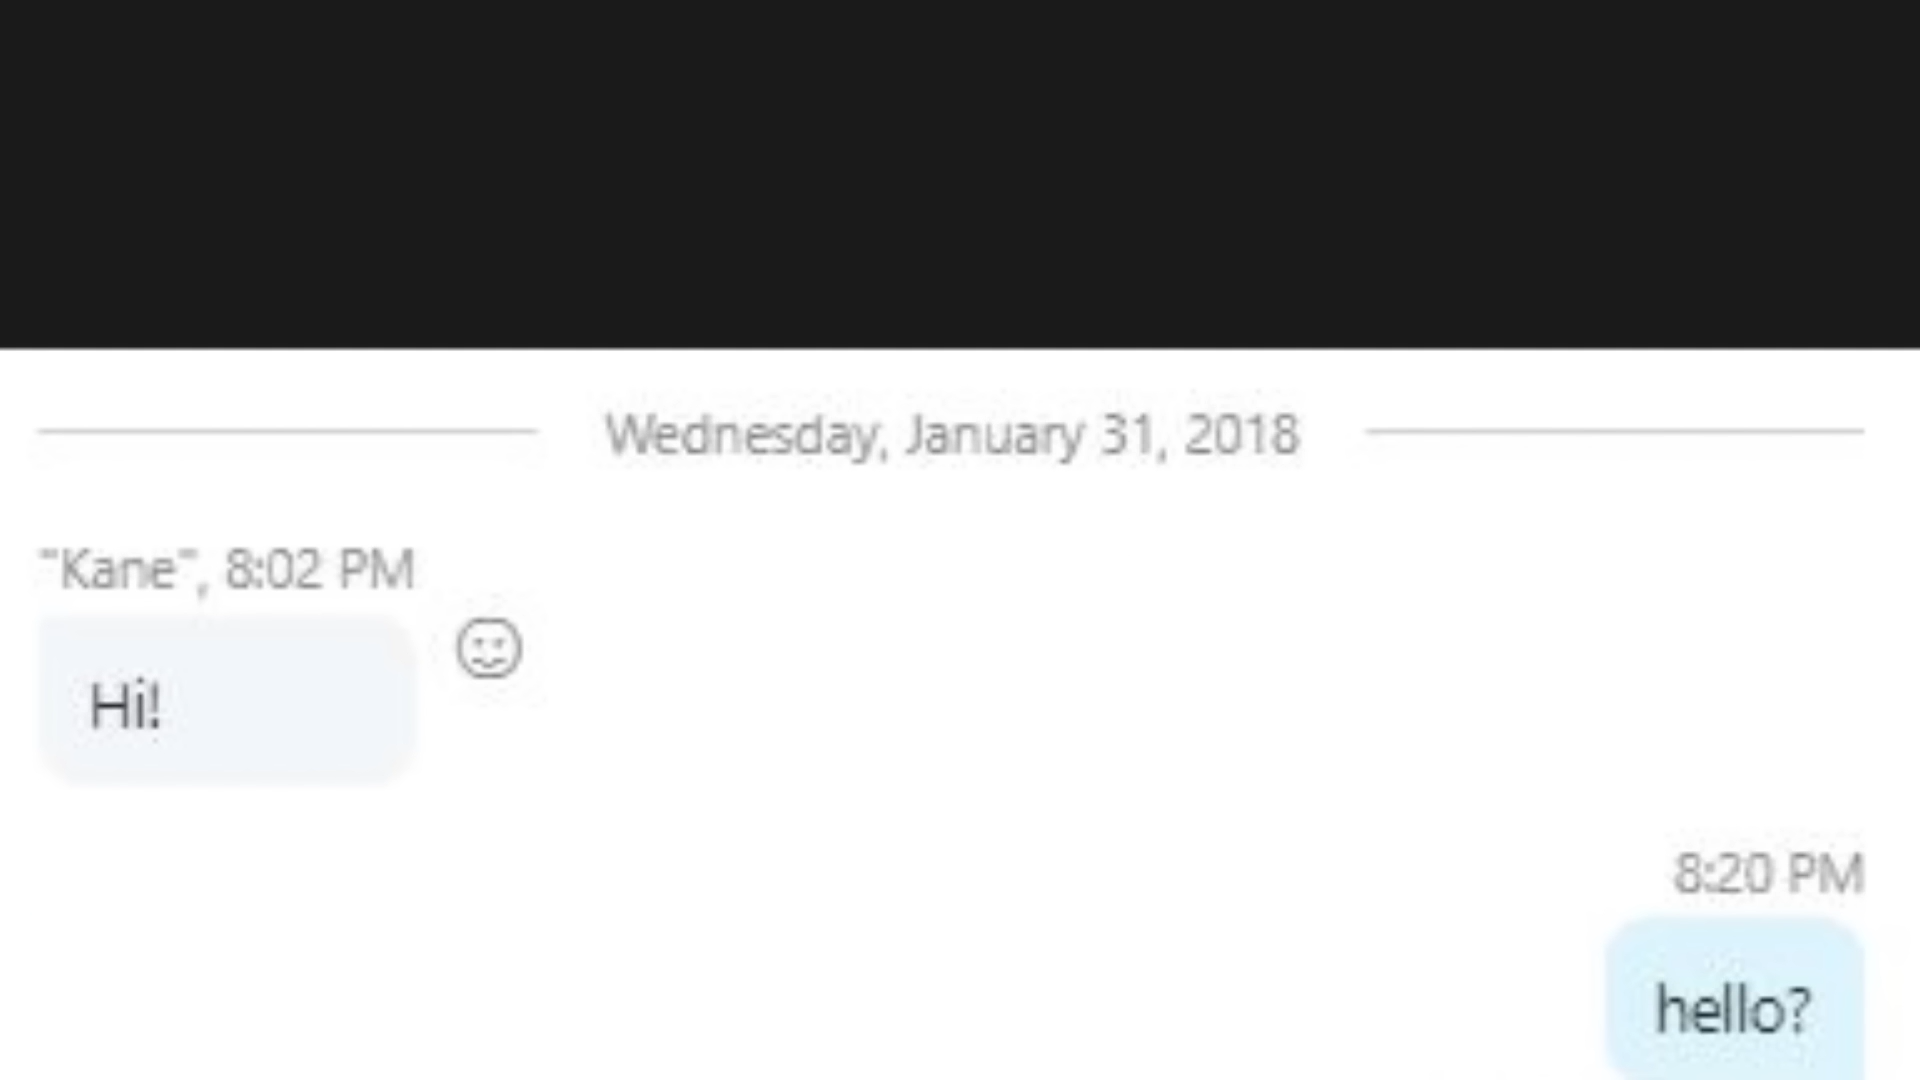 Wednesday, January 31, 2018
"Kane", 8:02 PM
Hi!
8:20 PM
hello?